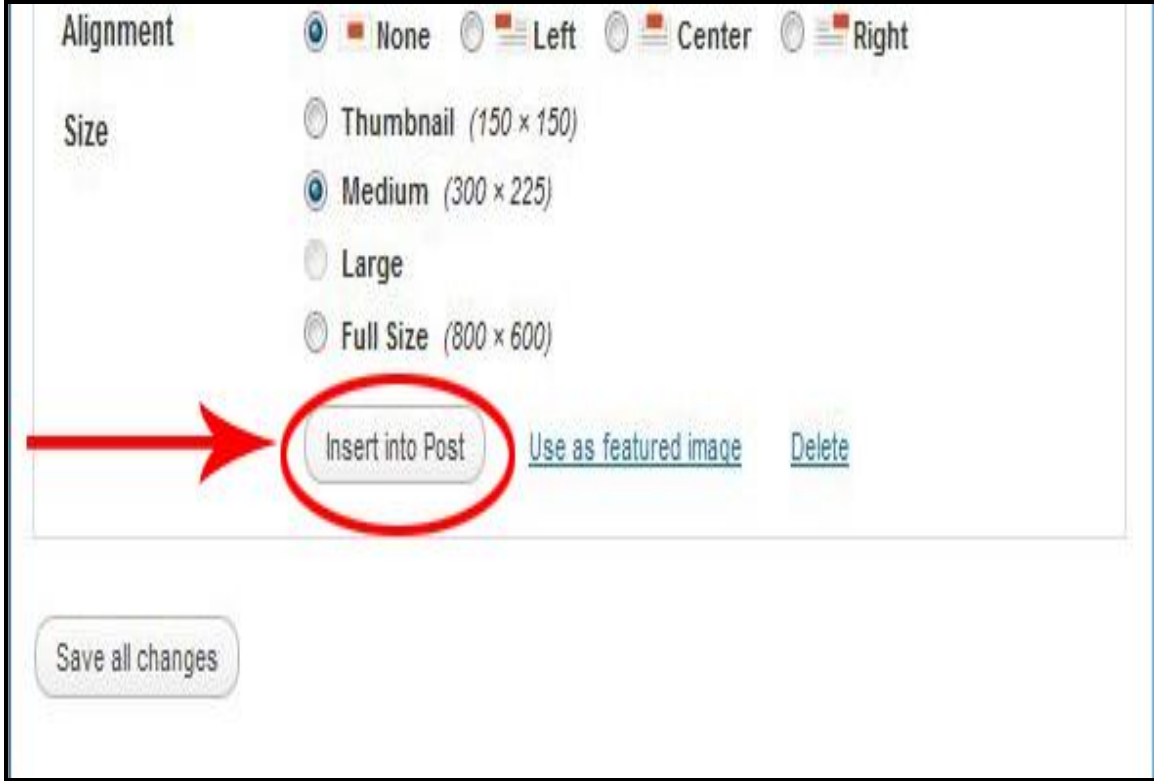 Alignment None Left Center Right
Size Thumbnail (150 × 150)
Medium (300 × 225)
Large
Full Size (800 × 600)
Insert into Post Use as featured image Delete
Save all changes